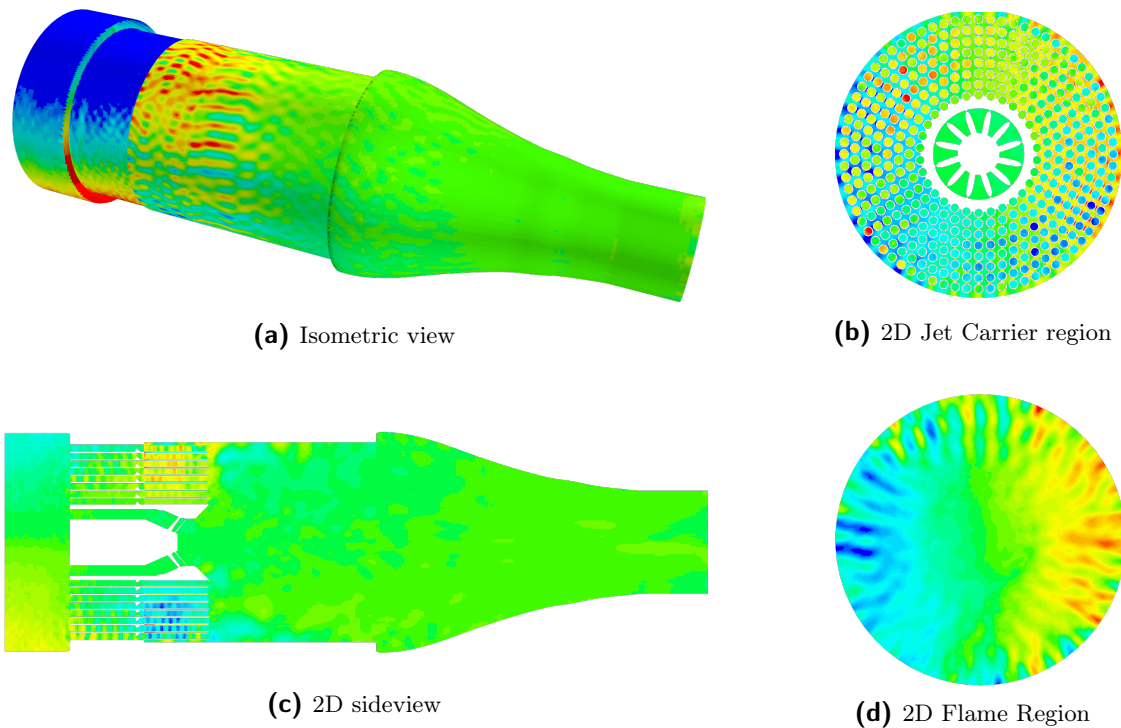 (a) Isometric view
(b) 2D Jet Carrier region
(c) 2D sideview
(d) 2D Flame Region